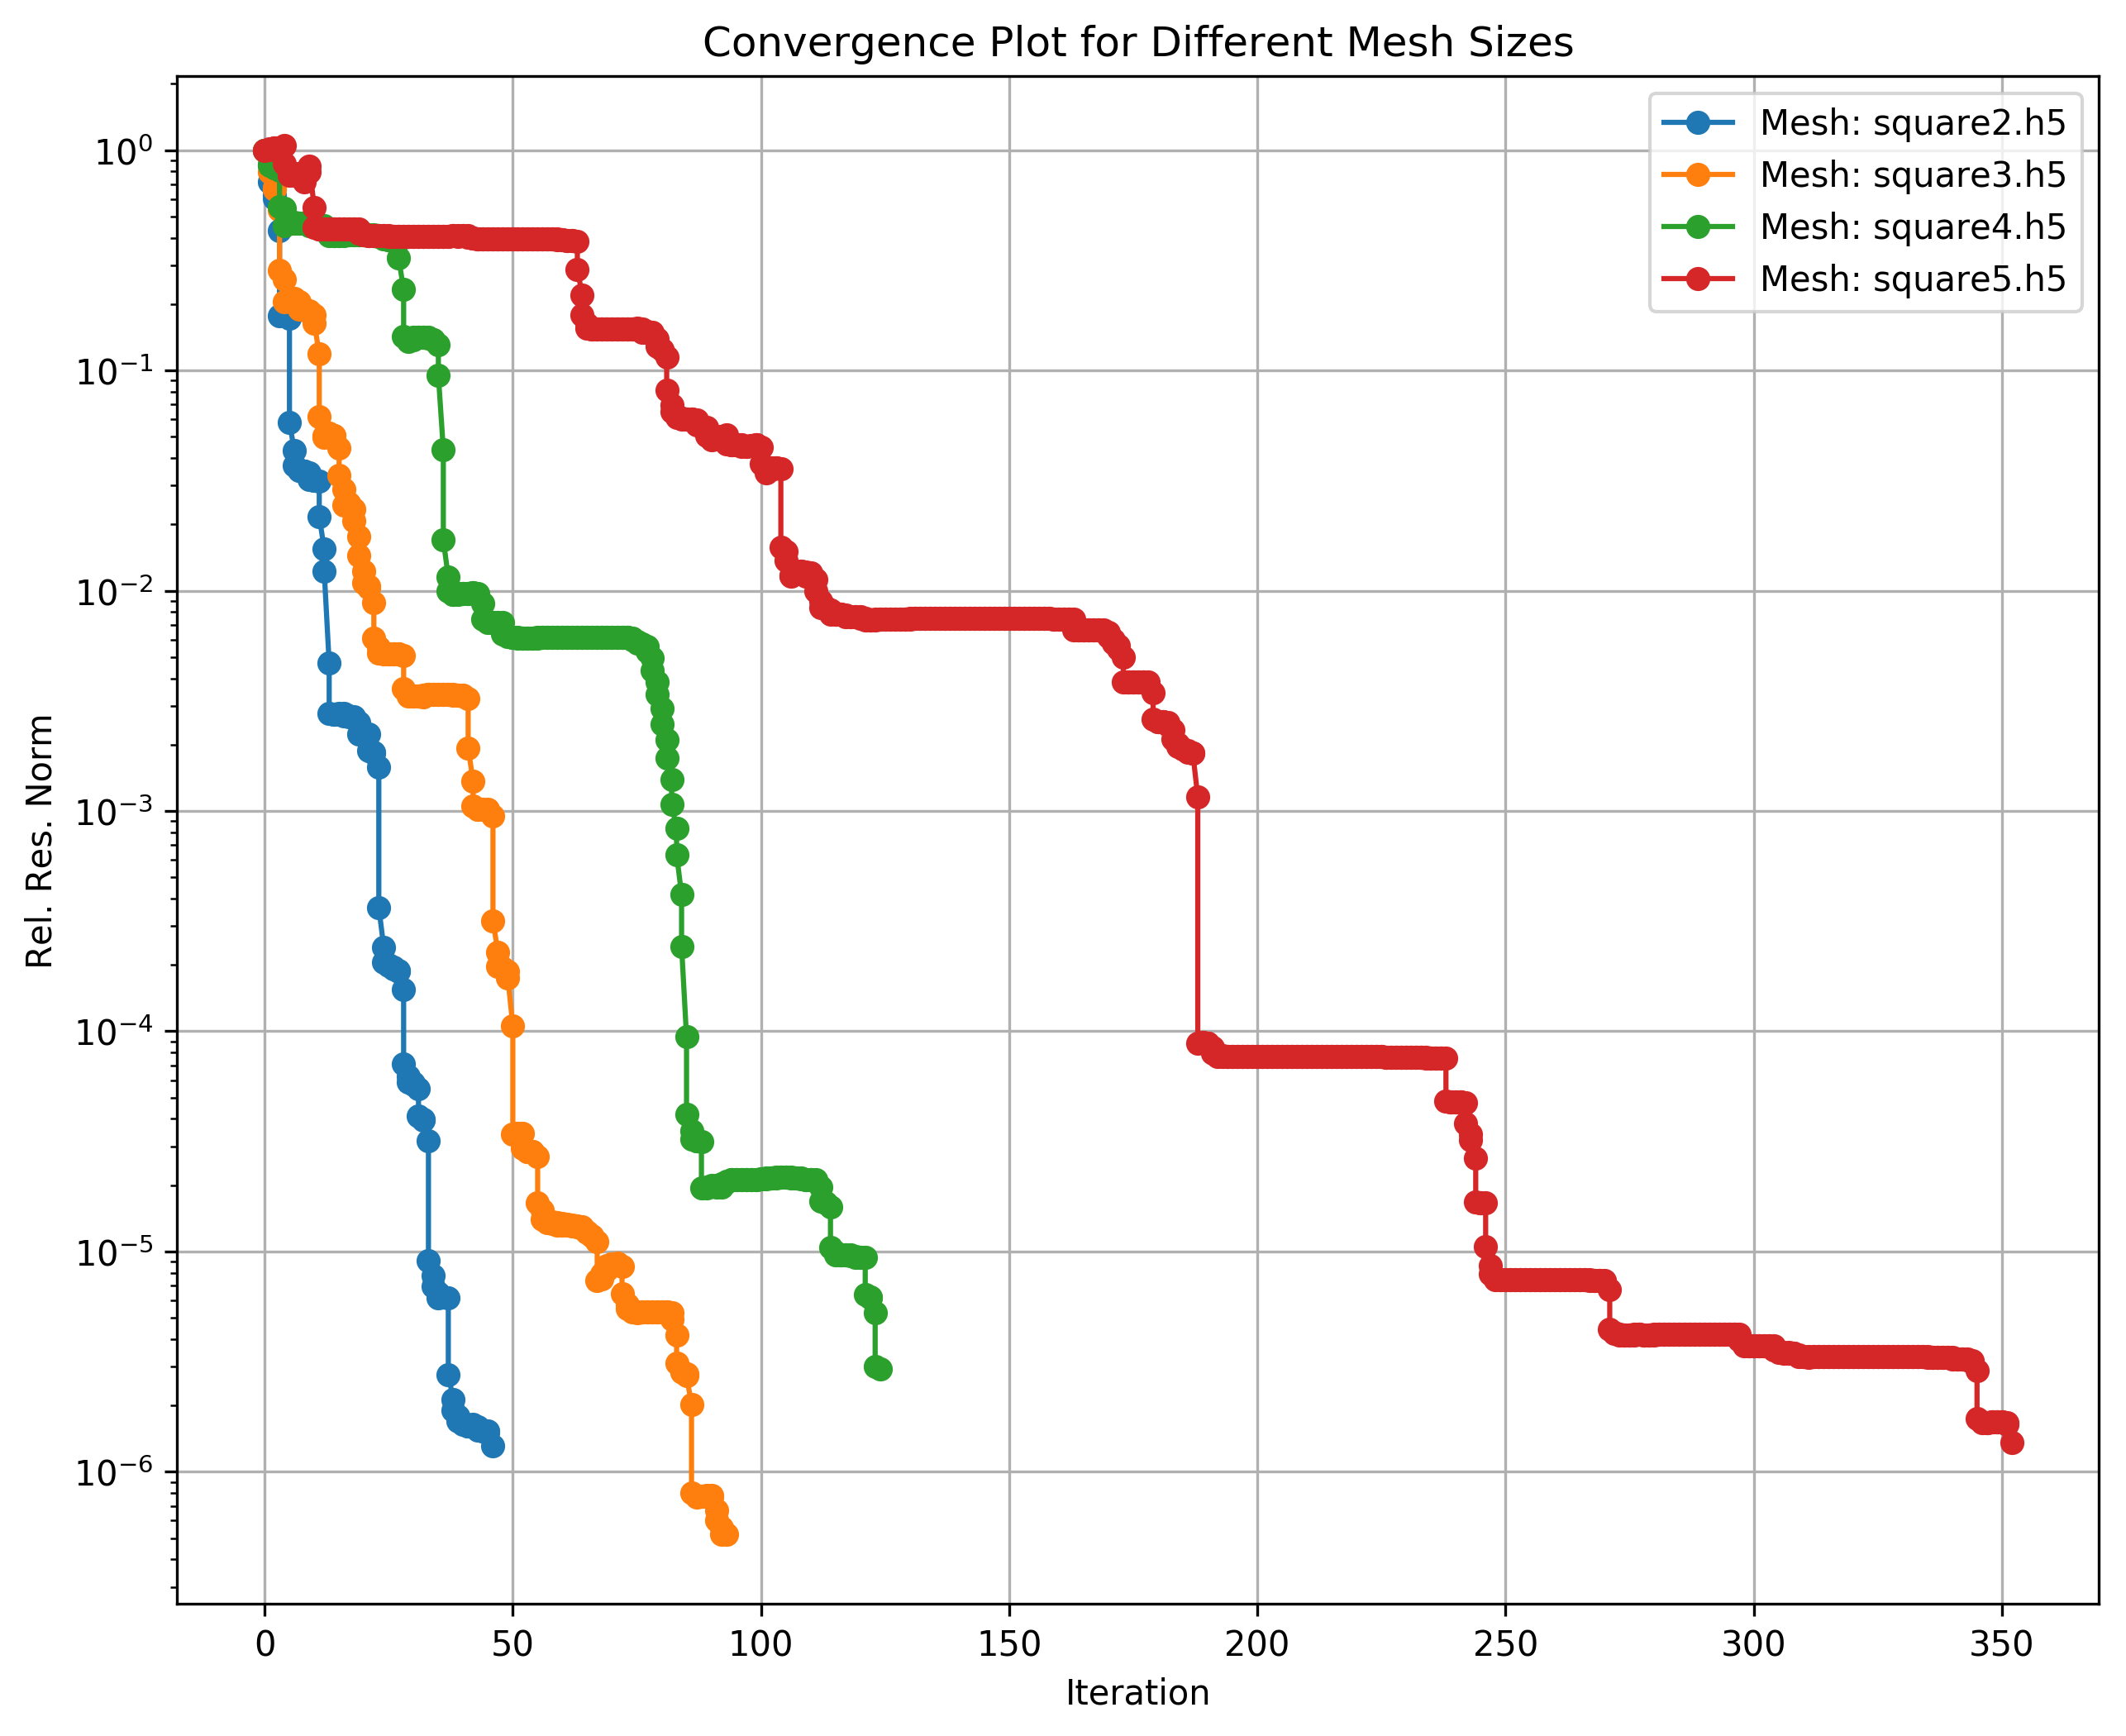 Convergence Plot for Different Mesh Sizes
Mesh: square2.h5
Mesh: square3.h5
Mesh: square4.h5
Mesh: square5.h5
Rel. Res. Norm
10⁰
10⁻¹
10⁻²
10⁻³
10⁻⁴
10⁻⁵
10⁻⁶
0 50 100 150 200 250 300 350
Iteration